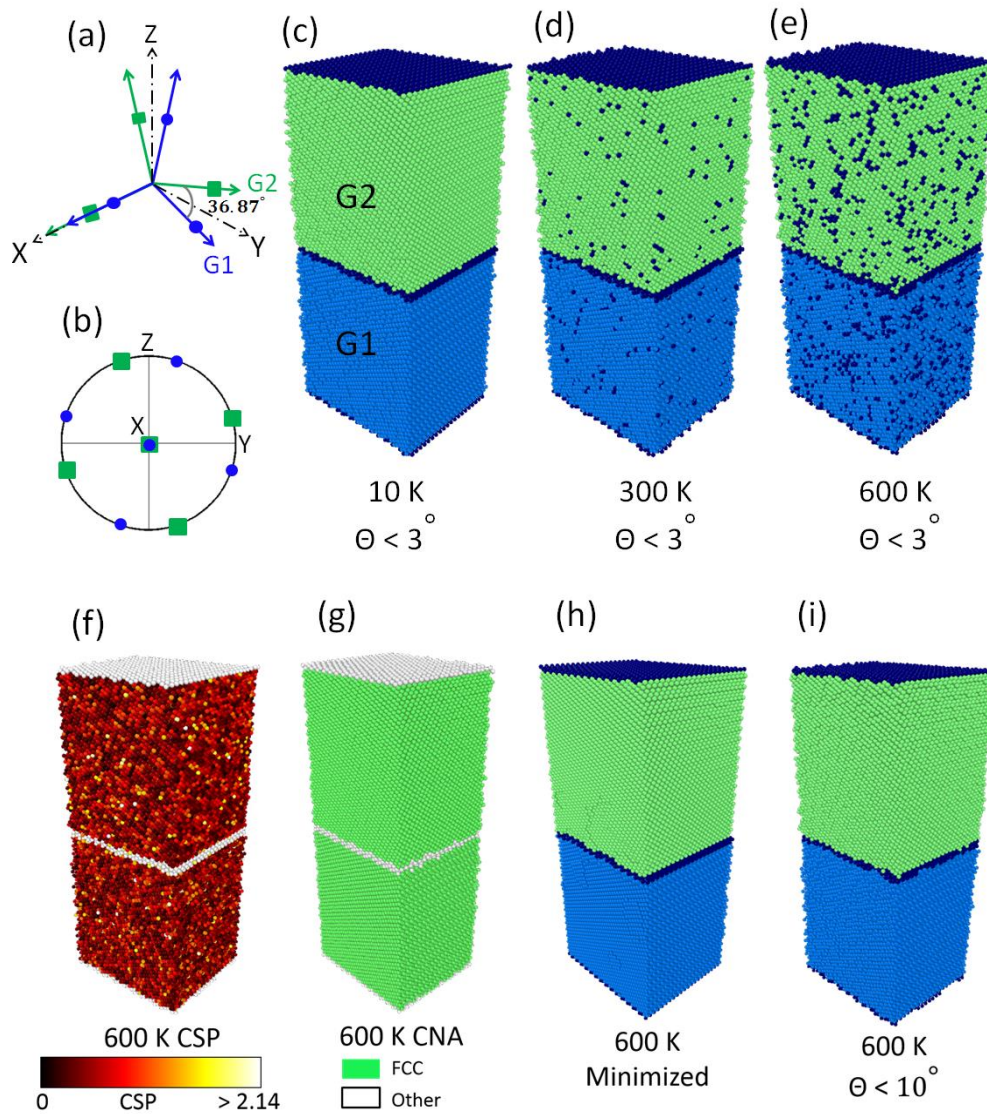 (a)
Z
G2
36.87°
X
Y
G1
(b)
Z
X
Y
(c)
G2
G1
10 K
Θ < 3°
(d)
300 K
Θ < 3°
(e)
600 K
Θ < 3°
(f)
600 K CSP
0 CSP > 2.14
(g)
600 K CNA
FCC
Other
(h)
600 K
Minimized
(i)
600 K
Θ < 10°